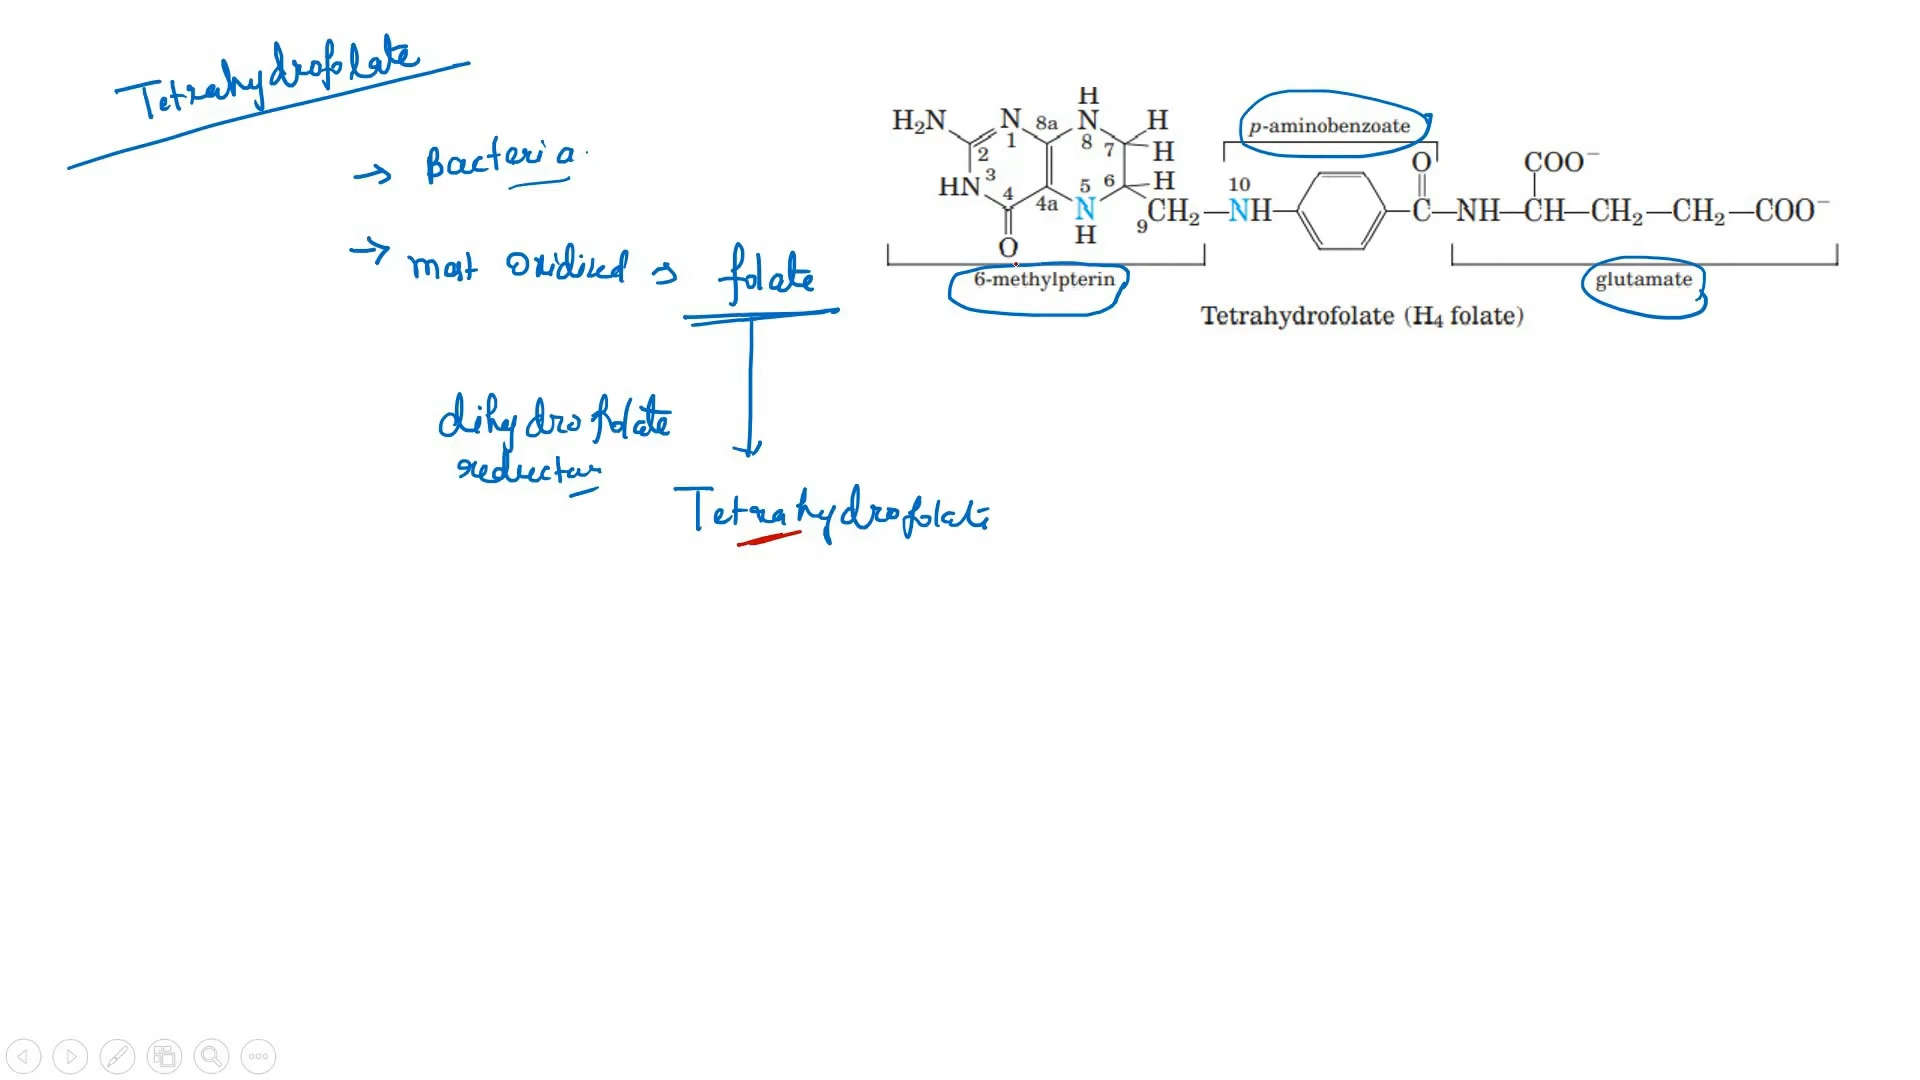 Tetrahydrofolate
→ Bacteria
→ most oxidized → folate
dihydrofolate
reductase
Tetrahydrofolate
H₂N N 1 2 HN 3 4 O 4a 8a H N 8 7 H H 6 H 5 N H 9 CH₂—10 NH— —C(O)—NH—CH(COO⁻)—CH₂—CH₂—COO⁻
p-aminobenzoate
6-methylpterin
glutamate
Tetrahydrofolate (H₄ folate)